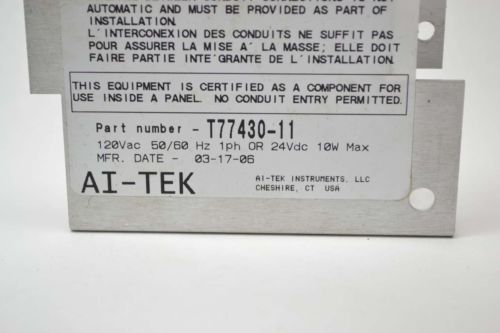 AUTOMATIC AND MUST BE PROVIDED AS PART OF
INSTALLATION.
L'INTERCONEXION DES CONDUITS NE SUFFIT PAS
POUR ASSURER LA MISE A' LA MASSE; ELLE DOIT
FAIRE PARTIE INTE'GRANTE DE L'INSTALLATION.
THIS EQUIPMENT IS CERTIFIED AS A COMPONENT FOR
USE INSIDE A PANEL. NO CONDUIT ENTRY PERMITTED.
Part number - T77430-11
120Vac 50/60 Hz 1ph OR 24Vdc 10W Max
MFR. DATE - 03-17-06
AI-TEK
AI-TEK INSTRUMENTS, LLC
CHESHIRE, CT USA